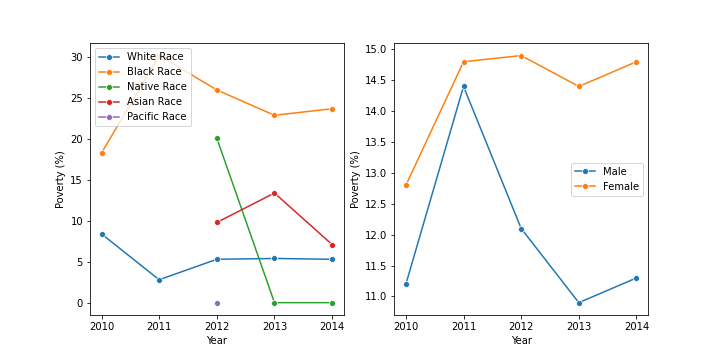 White Race
Black Race
Native Race
Asian Race
Pacific Race
30
25
20
15
10
5
0
Poverty (%)
2010 2011 2012 2013 2014
Year
15.0
14.5
14.0
13.5
13.0
12.5
12.0
11.5
11.0
Poverty (%)
Male
Female
2010 2011 2012 2013 2014
Year